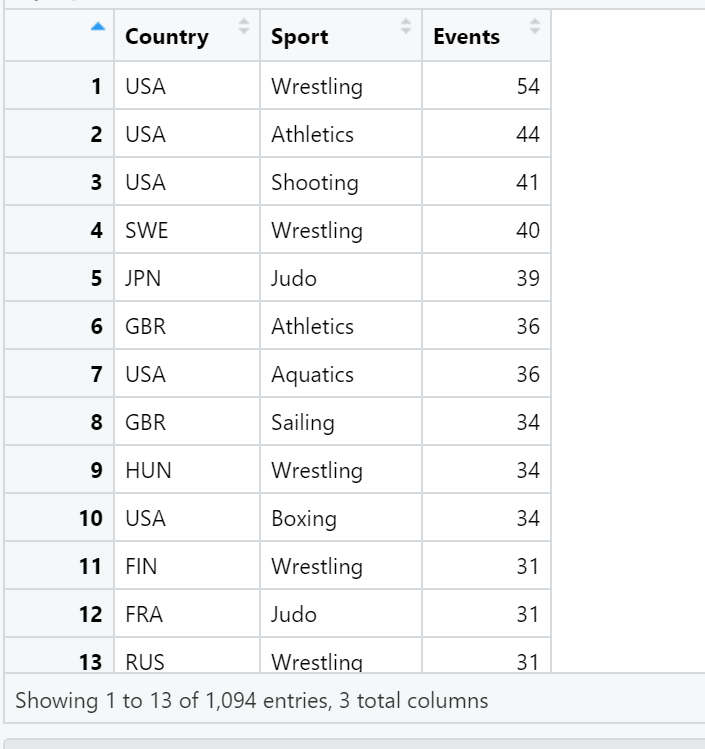 Country Sport Events
1 USA Wrestling 54
2 USA Athletics 44
3 USA Shooting 41
4 SWE Wrestling 40
5 JPN Judo 39
6 GBR Athletics 36
7 USA Aquatics 36
8 GBR Sailing 34
9 HUN Wrestling 34
10 USA Boxing 34
11 FIN Wrestling 31
12 FRA Judo 31
13 RUS Wrestling 31
Showing 1 to 13 of 1,094 entries, 3 total columns